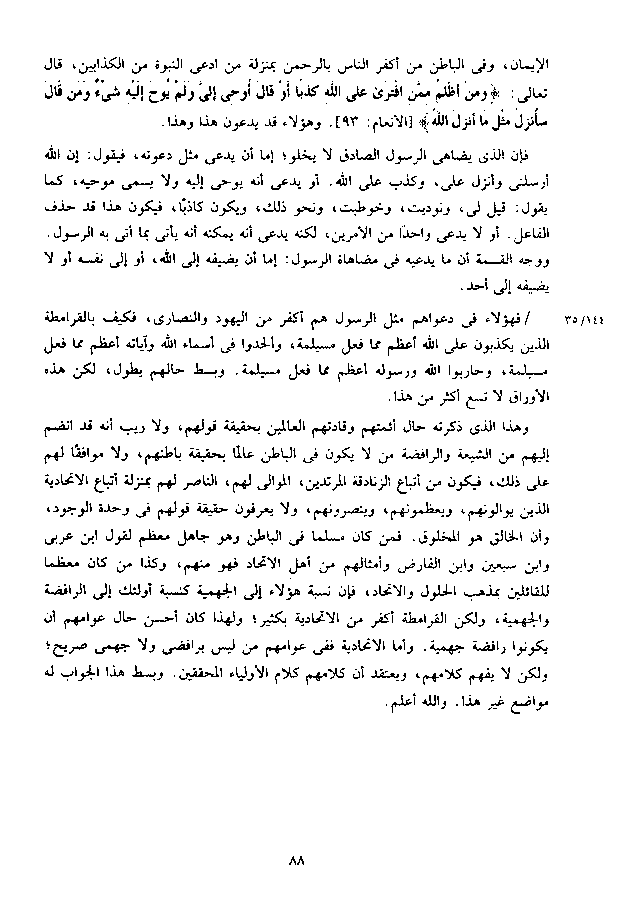 الإيمان، وفى الباطن من أكفر الناس بالرحمن بمنزلة من ادعى النبوة من الكذابين، قال
تعالى: ﴿وَمَنْ أَظْلَمُ مِمَّنِ افْتَرَىٰ عَلَى اللَّهِ كَذِبًا أَوْ قَالَ أُوحِيَ إِلَيَّ وَلَمْ يُوحَ إِلَيْهِ شَيْءٌ وَمَن قَالَ
سَأُنزِلُ مِثْلَ مَا أَنزَلَ اللَّهُ﴾ [الأنعام: ٩٣]. وهؤلاء قد يدعون هذا وهذا.
فإن الذى يضاهى الرسول الصادق لا يخلو؛ إما أن يدعى مثل دعوته، فيقول: إن الله
أرسلنى وأنزل على، وكذب على الله. أو يدعى أنه يوحى إليه ولا يسمى موحيه، كما
يقول: قيل لى، ونوديت، وخوطبت، ونحو ذلك، ويكون كاذبًا، فيكون هذا قد حذف
الفاعل. أو لا يدعى واحدًا من الأمرين، لكنه يدعى أنه يمكنه أنه يأتى بما أتى به الرسول.
ووجه القسمة أن ما يدعيه فى مضاهاة الرسول: إما أن يضيفه إلى الله، أو إلى نفسه أو لا
يضيفه إلى أحد.
٣٥/١٤٤ / فهؤلاء فى دعواهم مثل الرسول هم أكفر من اليهود والنصارى، فكيف بالقرامطة
الذين يكذبون على الله أعظم مما فعل مسيلمة، وألحدوا فى أسماء الله وآياته أعظم مما فعل
مسيلمة، وحاربوا الله ورسوله أعظم مما فعل مسيلمة. وبسط حالهم يطول، لكن هذه
الأوراق لا تسع أكثر من هذا.
وهذا الذى ذكرته حال أئمتهم وقادتهم العالمين بحقيقة قولهم، ولا ريب أنه قد انضم
إليهم من الشيعة والرافضة من لا يكون فى الباطن عالمًا بحقيقة باطنهم، ولا موافقًا لهم
على ذلك، فيكون من أتباع الزنادقة المرتدين، الموالى لهم، الناصر لهم بمنزلة أتباع الاتحادية
الذين يوالونهم، ويعظمونهم، وينصرونهم، ولا يعرفون حقيقة قولهم فى وحدة الوجود،
وأن الخالق هو المخلوق. فمن كان مسلما فى الباطن وهو جاهل معظم لقول ابن عربى
وابن سبعين وابن الفارض وأمثالهم من أهل الاتحاد فهو منهم، وكذا من كان معظما
للقائلين بمذهب الحلول والاتحاد، فإن نسبة هؤلاء إلى الجهمية كنسبة أولئك إلى الرافضة
والجهمية، ولكن القرامطة أكفر من الاتحادية بكثير؛ ولهذا كان أحسن حال عوامهم أن
يكونوا رافضة جهمية. وأما الاتحادية ففى عوامهم من ليس برافضى ولا جهمى صريح؛
ولكن لا يفهم كلامهم، ويعتقد أن كلامهم كلام الأولياء المحققين. وبسط هذا الجواب له
مواضع غير هذا. والله أعلم.
٨٨